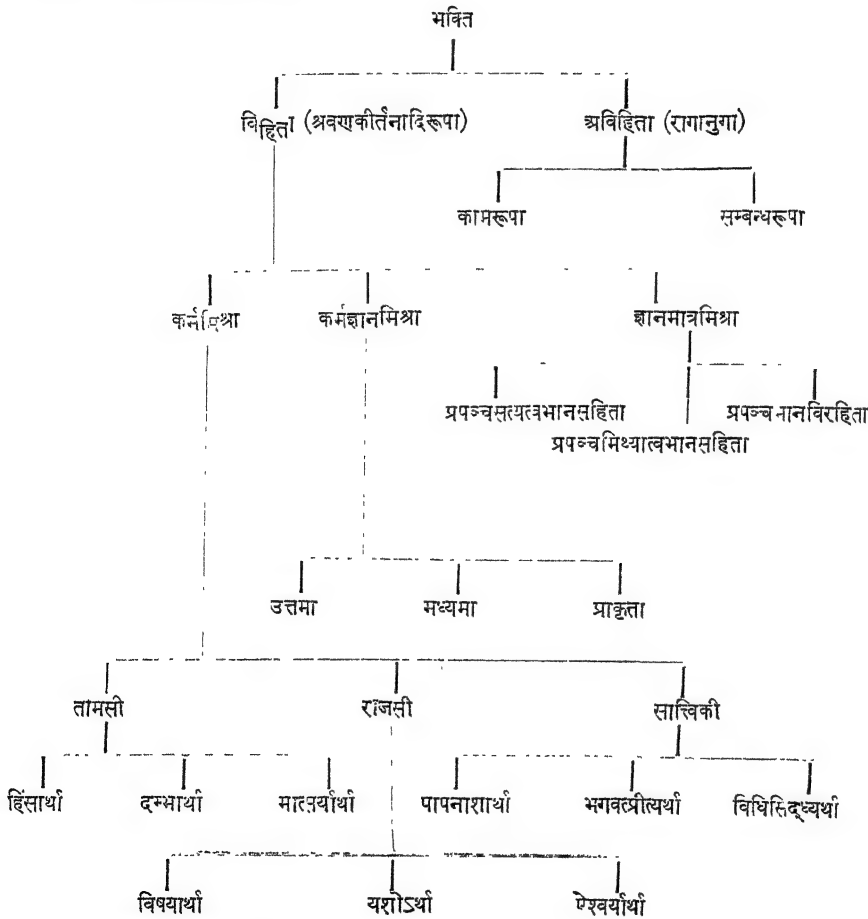 भक्ति
विहिता (श्रवणकीर्तनादिरूपा) अविहिता (रागानुगा)
कामरूपा सम्बन्धरूपा
कर्ममिश्रा कर्मज्ञानमिश्रा ज्ञानमात्रमिश्रा
प्रपञ्चसत्यत्वभानसहिता प्रपञ्चभानविरहिता
प्रपञ्चमिथ्यात्वभानसहिता
उत्तमा मध्यमा प्राकृता
तामसी राजसी सात्त्विकी
हिंसार्था दम्भार्था मात्सर्यार्था पापनाशार्था भगवत्प्रीत्यर्था विधिसिद्ध्यर्था
विषयार्था यशोऽर्था ऐश्वर्यार्था